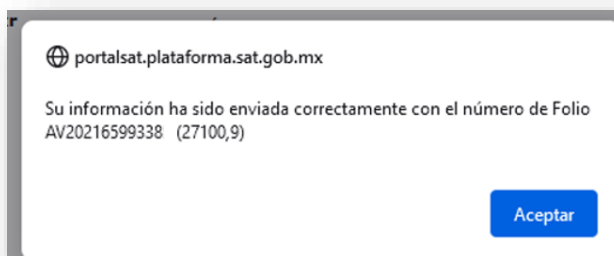 portalsat.plataforma.sat.gob.mx
Su información ha sido enviada correctamente con el número de Folio
AV20216599338 (27100,9)
Aceptar